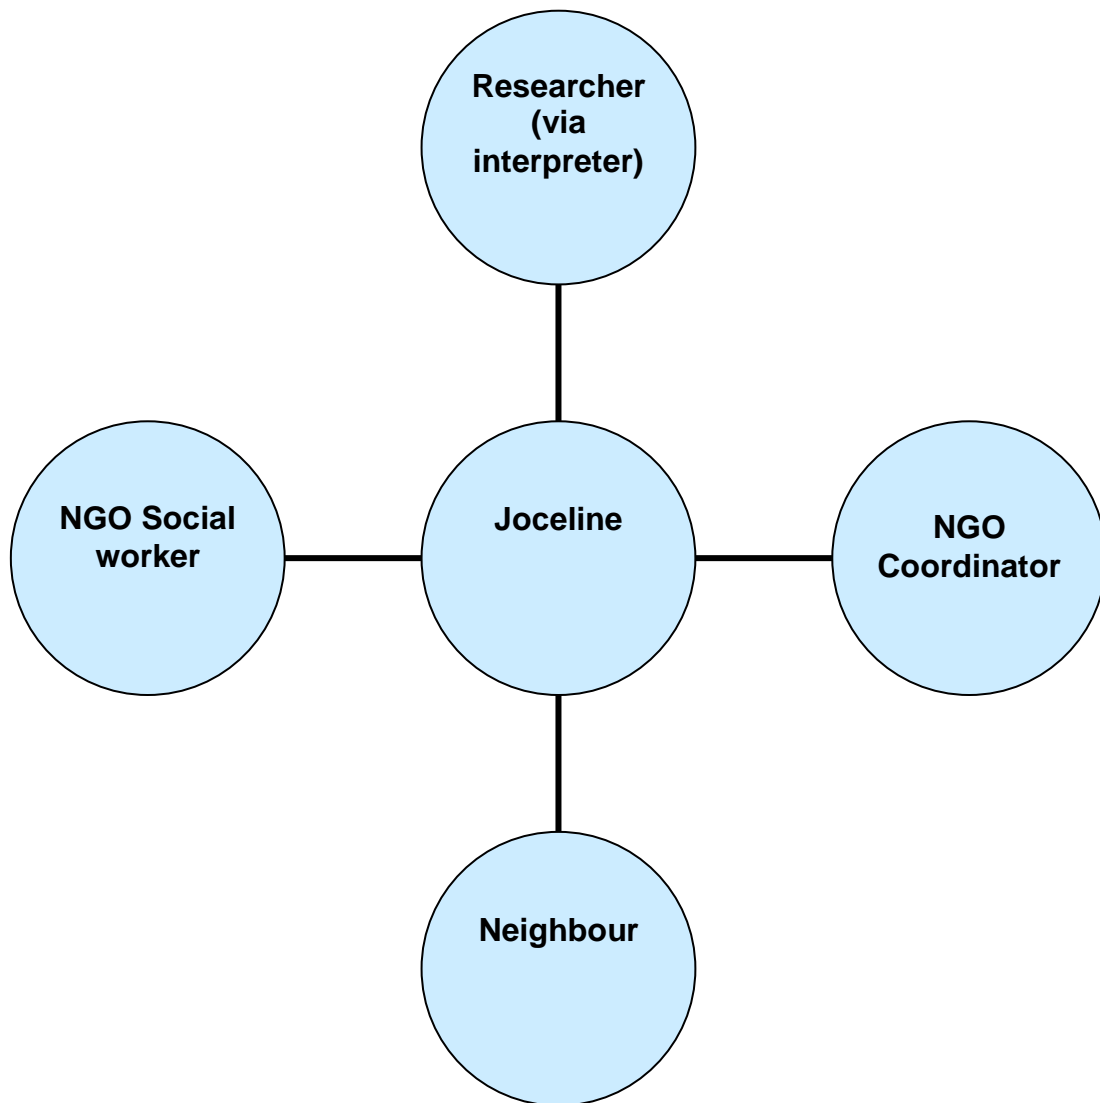 Researcher
(via
interpreter)
NGO Social
worker
Joceline
NGO
Coordinator
Neighbour